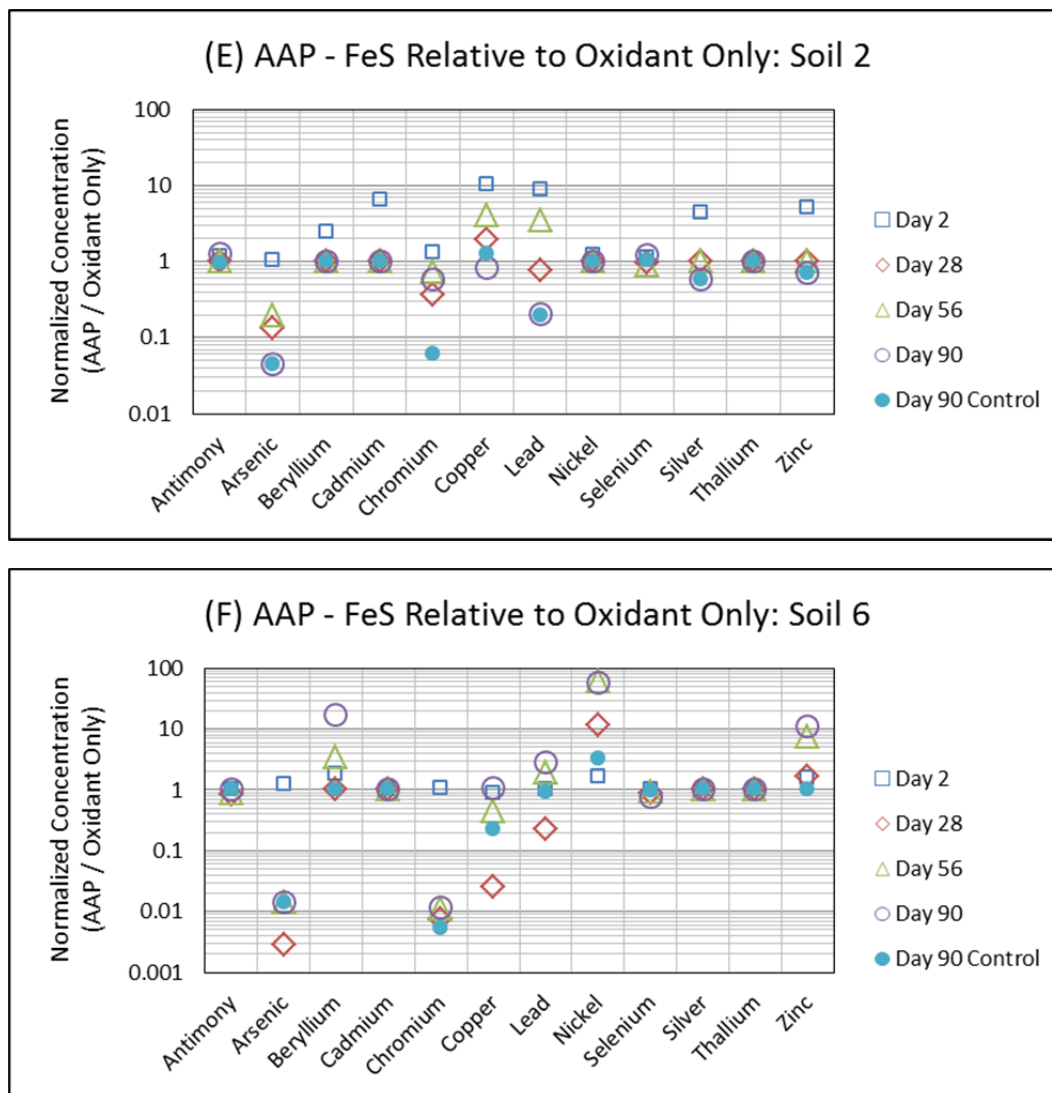 (E) AAP - FeS Relative to Oxidant Only: Soil 2
Normalized Concentration
(AAP / Oxidant Only)
100
10
1
0.1
0.01
Antimony
Arsenic
Beryllium
Cadmium
Chromium
Copper
Lead
Nickel
Selenium
Silver
Thallium
Zinc
Day 2
Day 28
Day 56
Day 90
Day 90 Control
(F) AAP - FeS Relative to Oxidant Only: Soil 6
Normalized Concentration
(AAP / Oxidant Only)
100
10
1
0.1
0.01
0.001
Antimony
Arsenic
Beryllium
Cadmium
Chromium
Copper
Lead
Nickel
Selenium
Silver
Thallium
Zinc
Day 2
Day 28
Day 56
Day 90
Day 90 Control